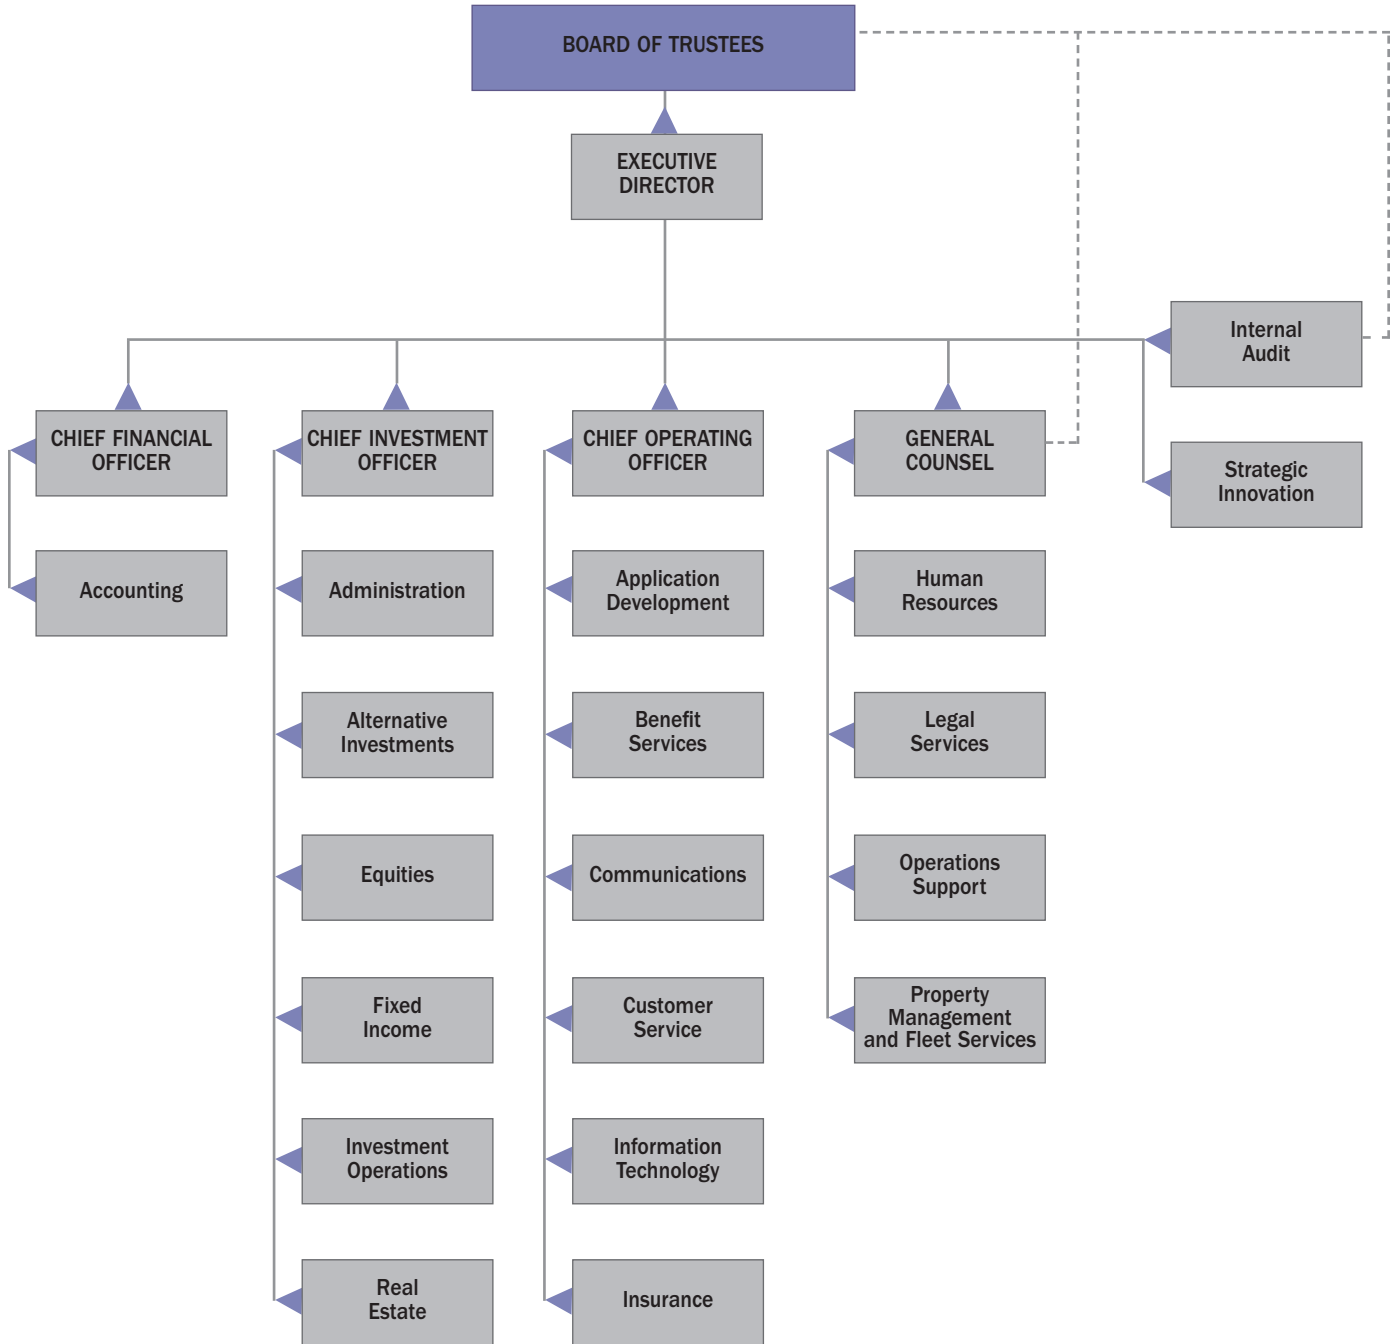 BOARD OF TRUSTEES
EXECUTIVE
DIRECTOR
Internal
Audit
CHIEF FINANCIAL
OFFICER
CHIEF INVESTMENT
OFFICER
CHIEF OPERATING
OFFICER
GENERAL
COUNSEL
Strategic
Innovation
Accounting
Administration
Application
Development
Human
Resources
Alternative
Investments
Benefit
Services
Legal
Services
Equities
Communications
Operations
Support
Fixed
Income
Customer
Service
Property
Management
and Fleet Services
Investment
Operations
Information
Technology
Real
Estate
Insurance